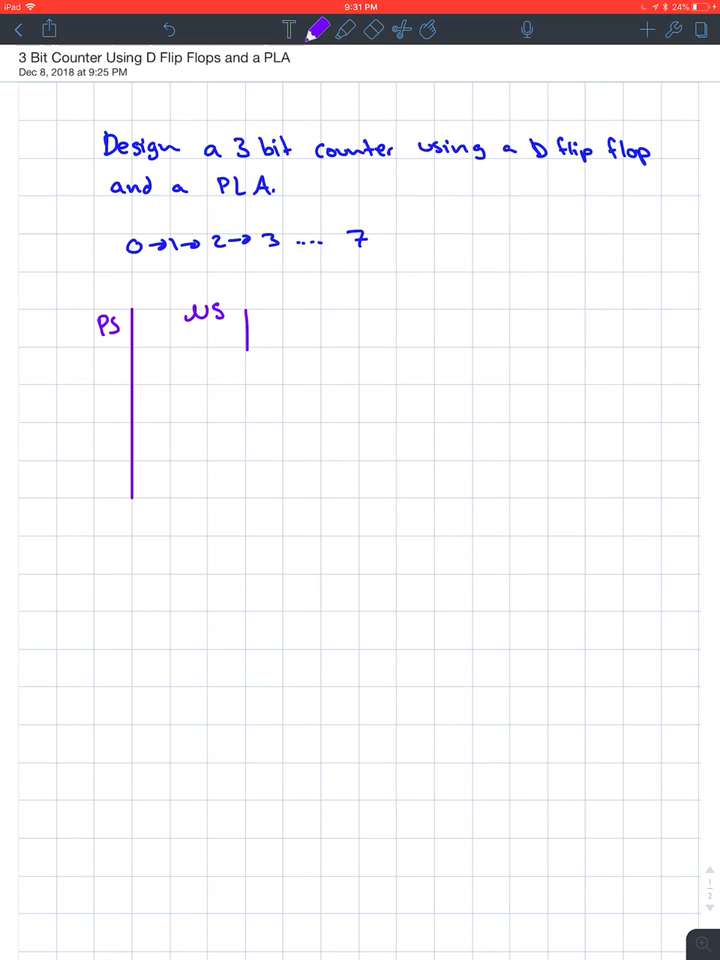 iPad 9:31 PM 24%
T
3 Bit Counter Using D Flip Flops and a PLA
Dec 8, 2018 at 9:25 PM
Design a 3 bit counter using a D flip flop
and a PLA.
0→1→2→3 .... 7
PS NS
1
2